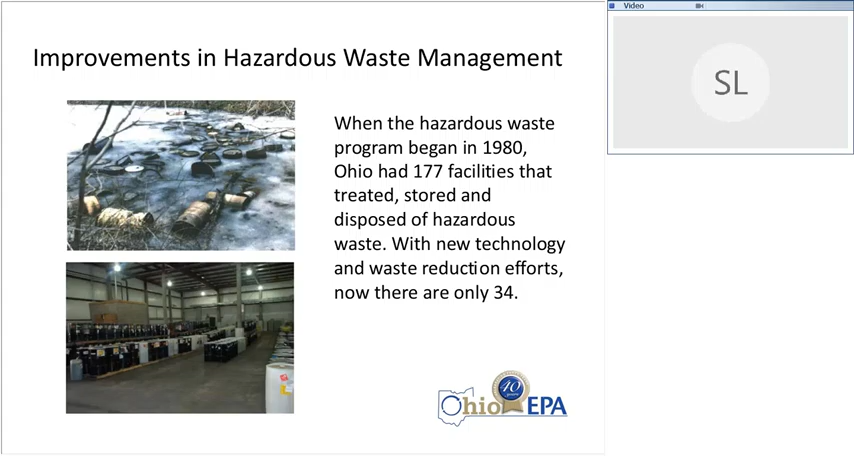 Improvements in Hazardous Waste Management
When the hazardous waste
program began in 1980,
Ohio had 177 facilities that
treated, stored and
disposed of hazardous
waste. With new technology
and waste reduction efforts,
now there are only 34.
Ohio 40 years EPA
Video
SL